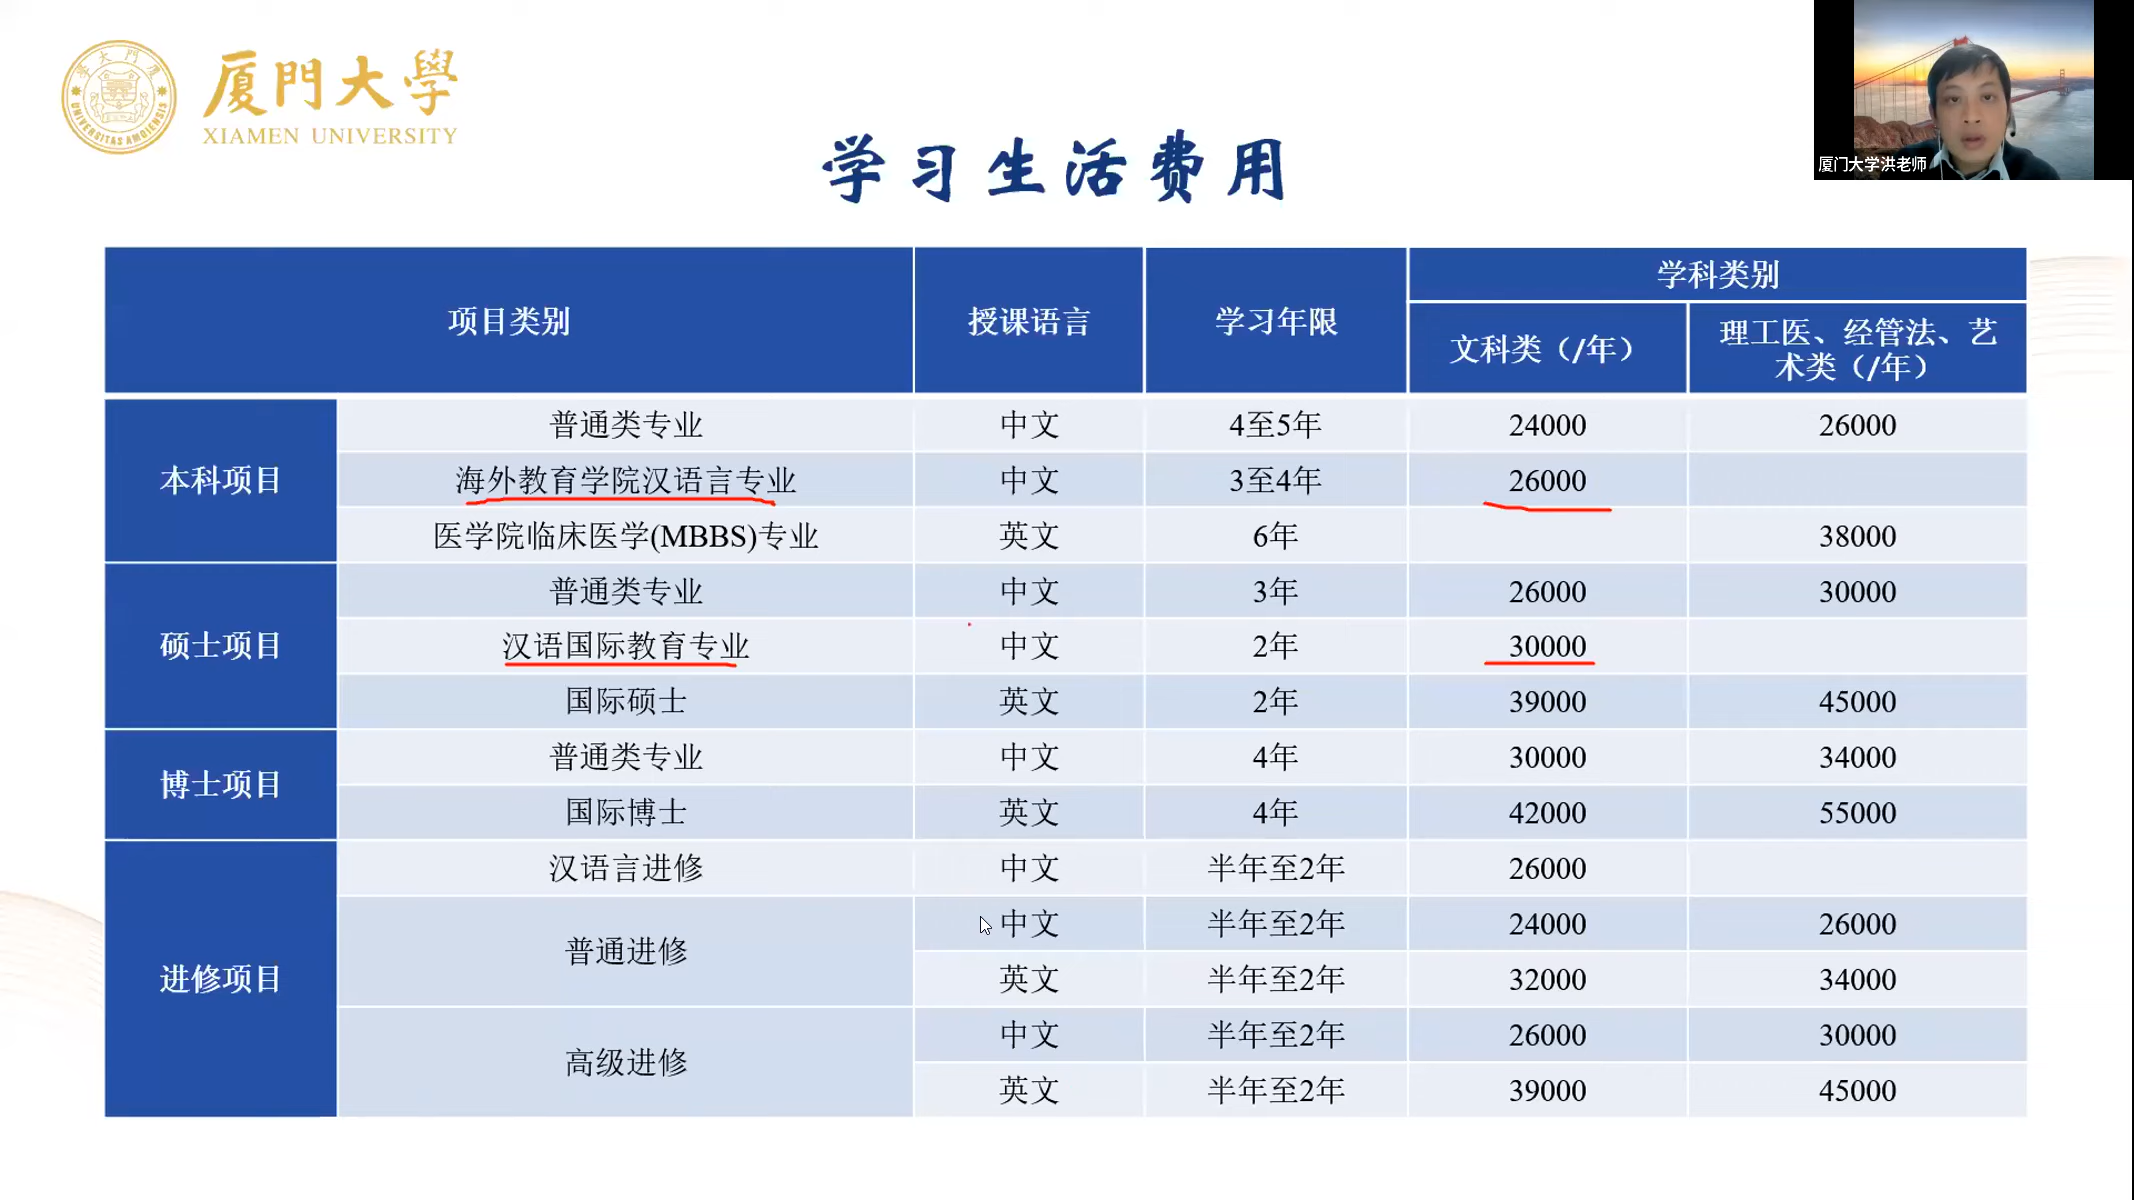 廈門大學
XIAMEN UNIVERSITY
UNIVERSITAS AMOIENSIS
厦门大学洪老师
学习生活费用
项目类别 授课语言 学习年限 学科类别
文科类（/年） 理工医、经管法、艺
术类（/年）
本科项目 普通类专业 中文 4至5年 24000 26000
海外教育学院汉语言专业 中文 3至4年 26000
医学院临床医学(MBBS)专业 英文 6年 38000
硕士项目 普通类专业 中文 3年 26000 30000
汉语国际教育专业 中文 2年 30000
国际硕士 英文 2年 39000 45000
博士项目 普通类专业 中文 4年 30000 34000
国际博士 英文 4年 42000 55000
进修项目 汉语言进修 中文 半年至2年 26000
普通进修 中文 半年至2年 24000 26000
英文 半年至2年 32000 34000
高级进修 中文 半年至2年 26000 30000
英文 半年至2年 39000 45000